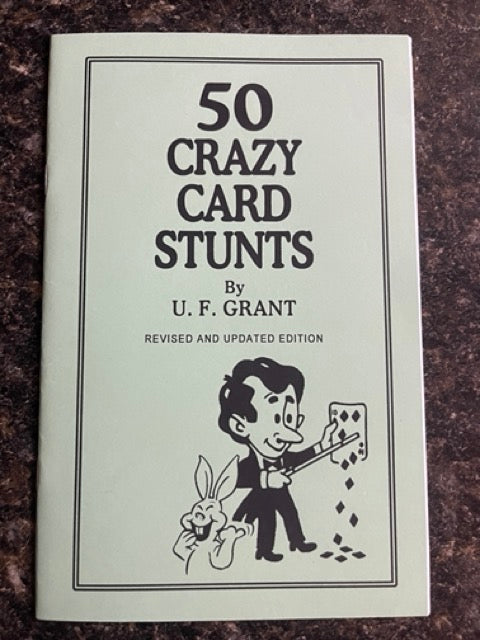 50
CRAZY
CARD
STUNTS
By
U. F. GRANT
REVISED AND UPDATED EDITION